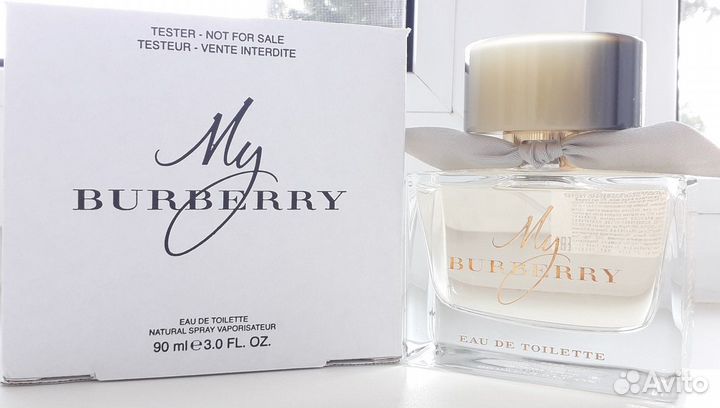 TESTER - NOT FOR SALE
TESTEUR - VENTE INTERDITE
My
BURBERRY
EAU DE TOILETTE
NATURAL SPRAY VAPORISATEUR
90 ml ℮ 3.0 FL. OZ.
My
BURBERRY
EAU DE TOILETTE
Avito